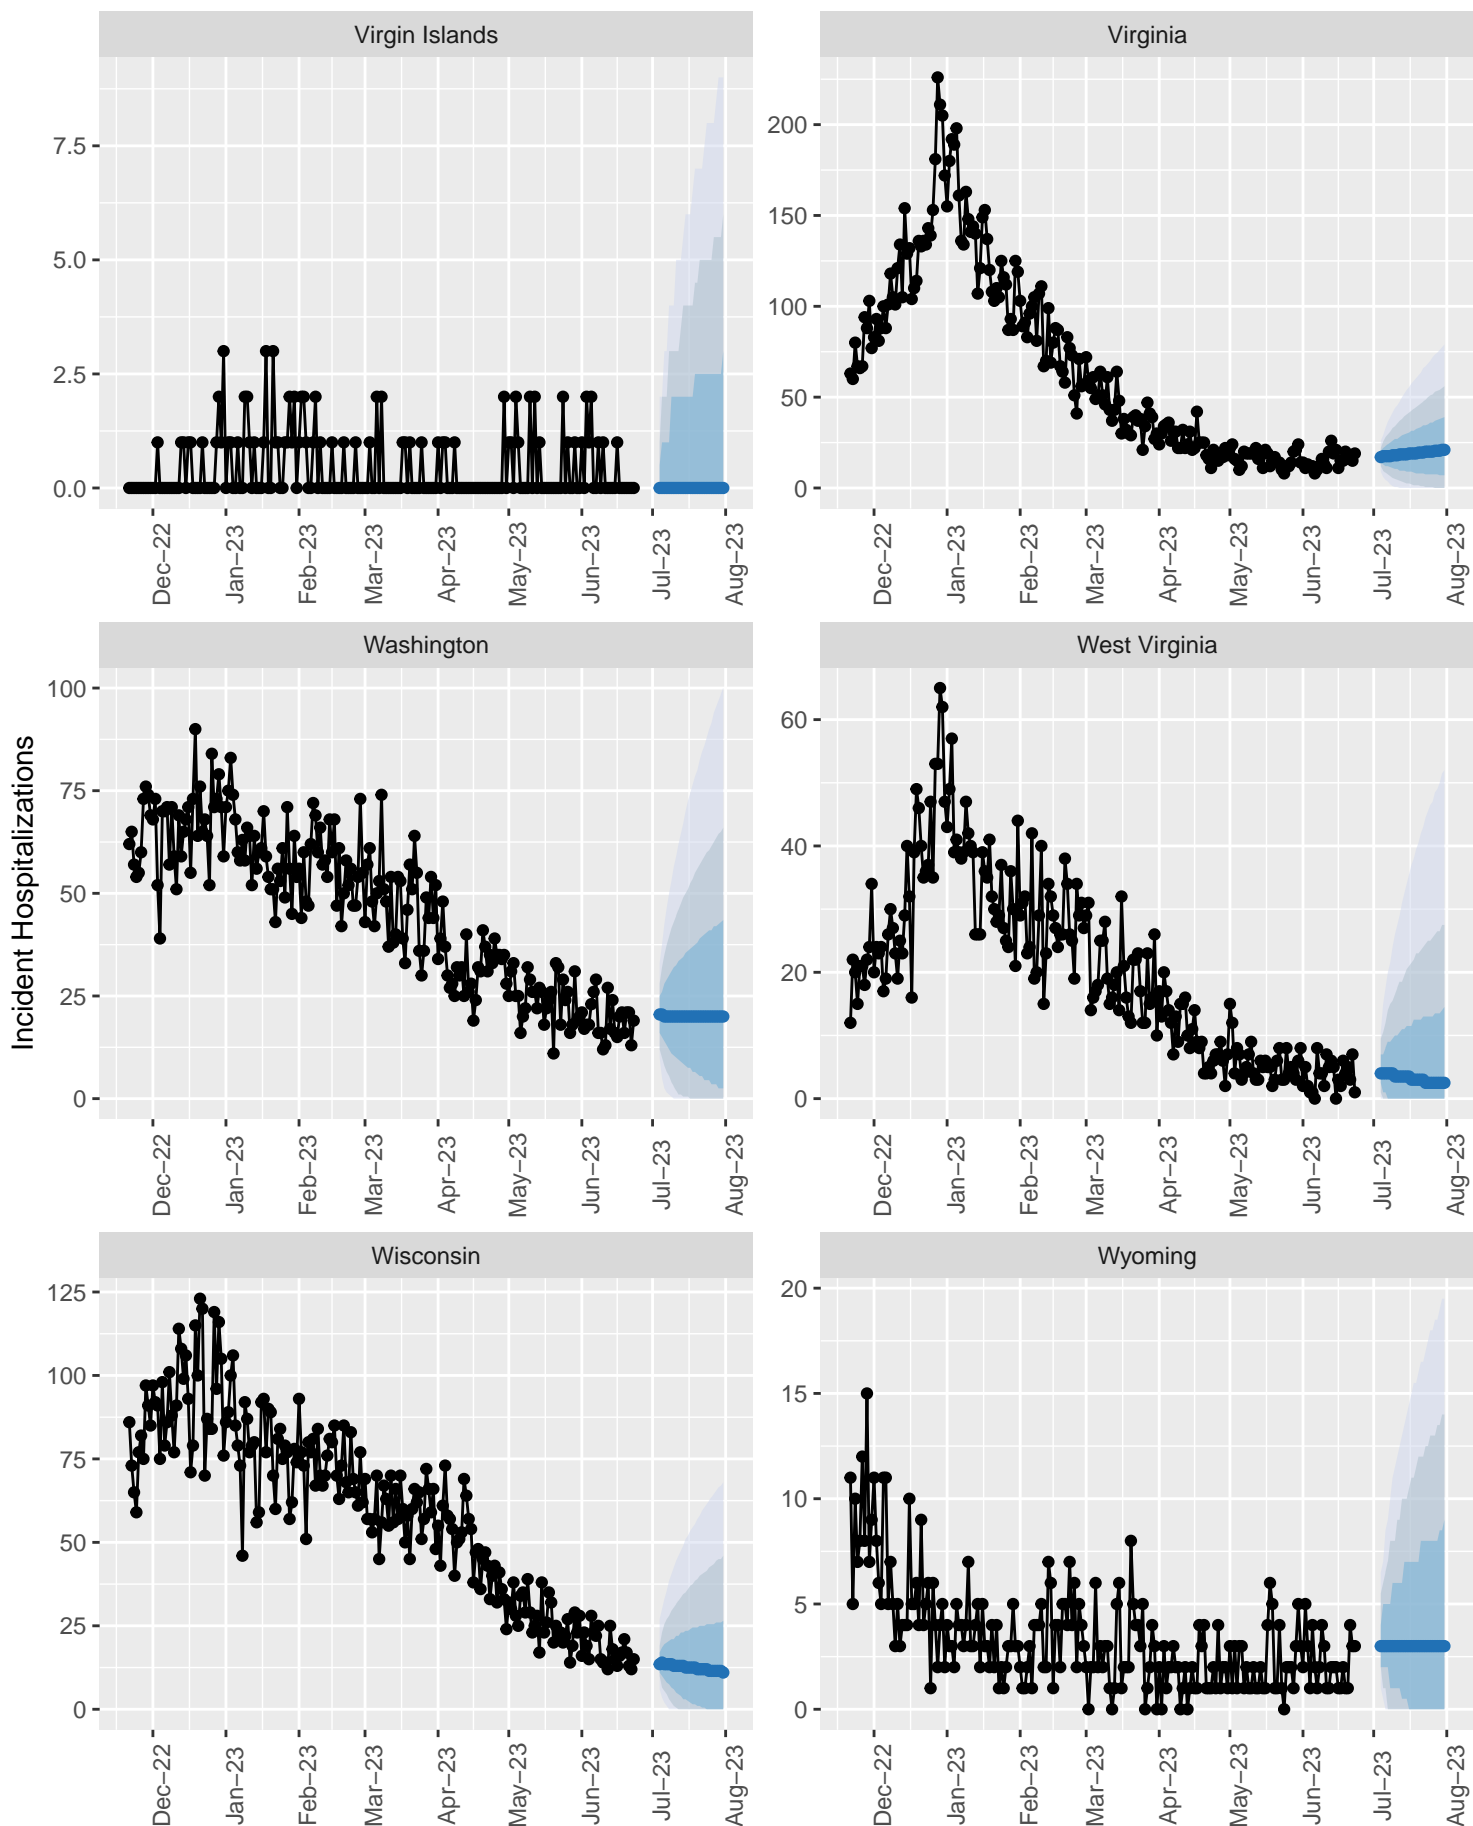 Virgin Islands
Virginia
7.5
5.0
2.5
0.0
200
150
100
50
0
Dec−22
Jan−23
Feb−23
Mar−23
Apr−23
May−23
Jun−23
Jul−23
Aug−23
Dec−22
Jan−23
Feb−23
Mar−23
Apr−23
May−23
Jun−23
Jul−23
Aug−23
Incident Hospitalizations
Washington
West Virginia
100
75
50
25
0
60
40
20
0
Dec−22
Jan−23
Feb−23
Mar−23
Apr−23
May−23
Jun−23
Jul−23
Aug−23
Dec−22
Jan−23
Feb−23
Mar−23
Apr−23
May−23
Jun−23
Jul−23
Aug−23
Wisconsin
Wyoming
125
100
75
50
25
0
20
15
10
5
0
Dec−22
Jan−23
Feb−23
Mar−23
Apr−23
May−23
Jun−23
Jul−23
Aug−23
Dec−22
Jan−23
Feb−23
Mar−23
Apr−23
May−23
Jun−23
Jul−23
Aug−23